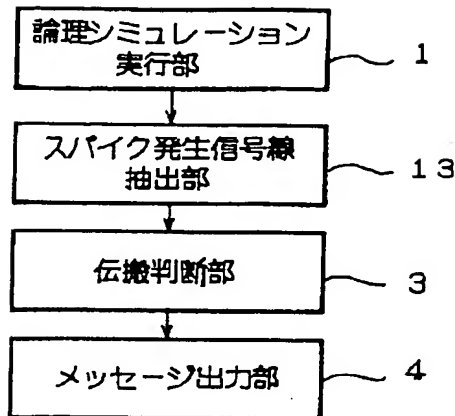 論理シミュレーション
実行部
1
スパイク発生信号線
抽出部
13
伝搬判断部
3
メッセージ出力部
4